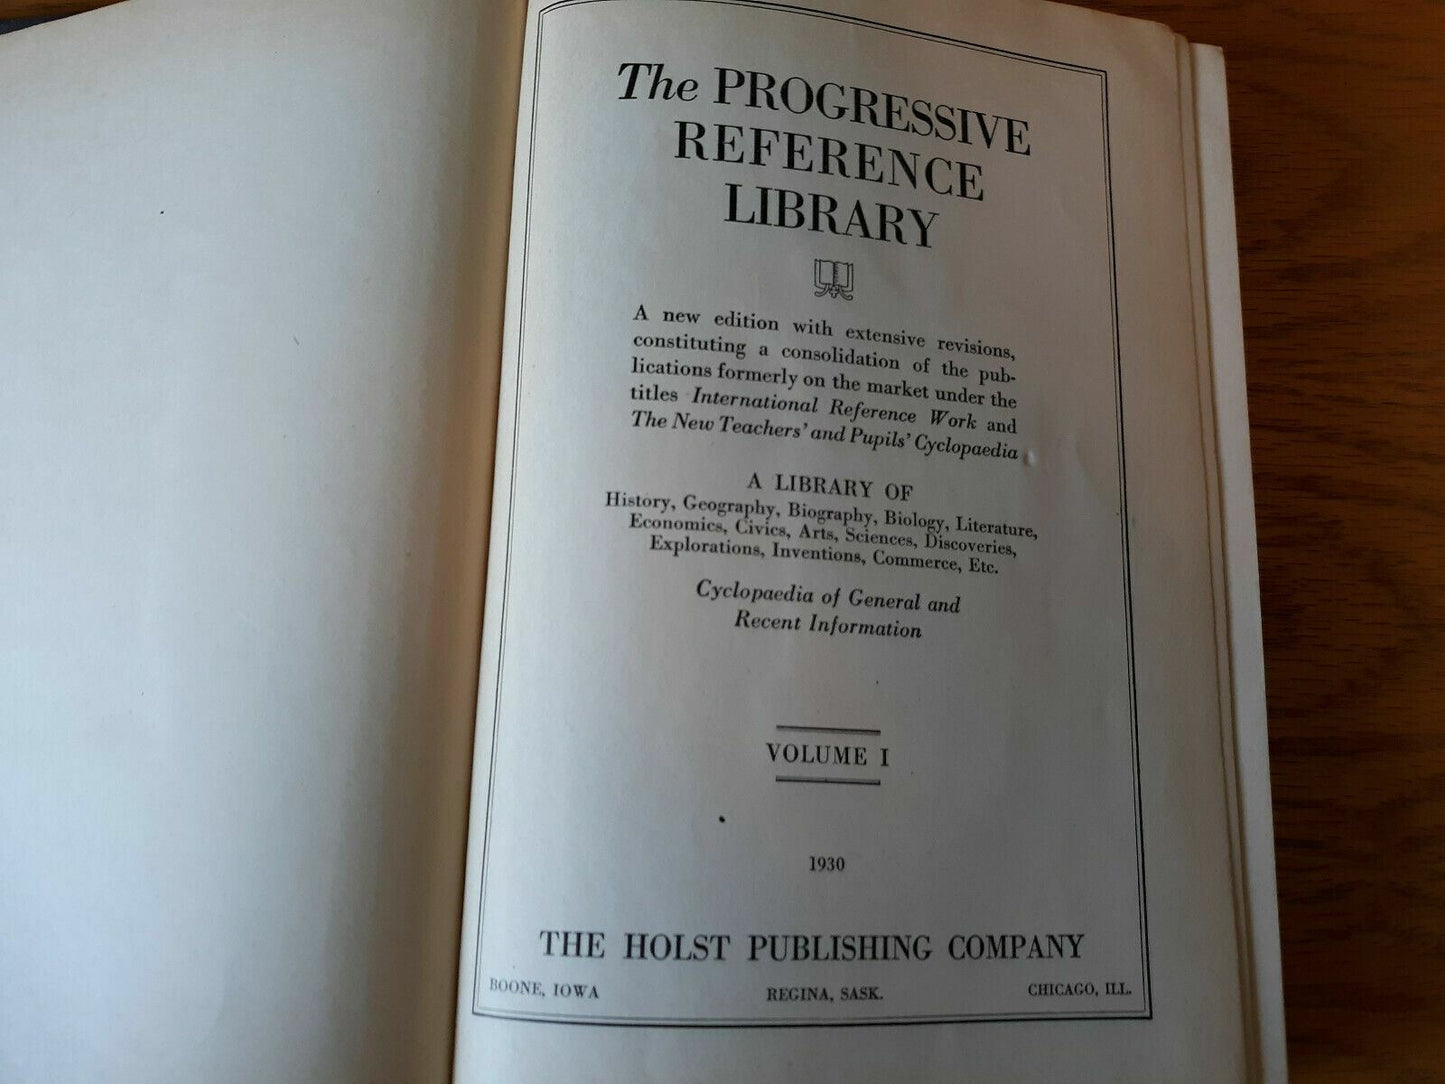 The PROGRESSIVE
REFERENCE
LIBRARY
A new edition with extensive revisions,
constituting a consolidation of the pub-
lications formerly on the market under the
titles International Reference Work and
The New Teachers' and Pupils' Cyclopaedia
A LIBRARY OF
History, Geography, Biography, Biology, Literature,
Economics, Civics, Arts, Sciences, Discoveries,
Explorations, Inventions, Commerce, Etc.
Cyclopaedia of General and
Recent Information
VOLUME I
1930
THE HOLST PUBLISHING COMPANY
BOONE, IOWA REGINA, SASK. CHICAGO, ILL.